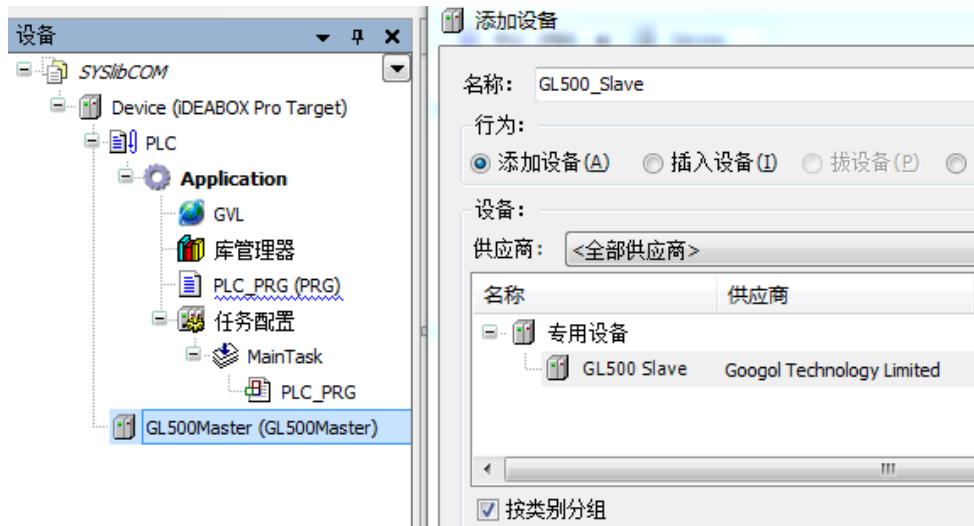 设备
SYSlibCOM
Device (iDEABOX Pro Target)
PLC
Application
GVL
库管理器
PLC_PRG (PRG)
任务配置
MainTask
PLC_PRG
GL500Master (GL500Master)
添加设备
名称: GL500_Slave
行为:
添加设备(A) 插入设备(I) 拔设备(P)
设备:
供应商: <全部供应商>
名称 供应商
专用设备
GL500 Slave Googol Technology Limited
按类别分组